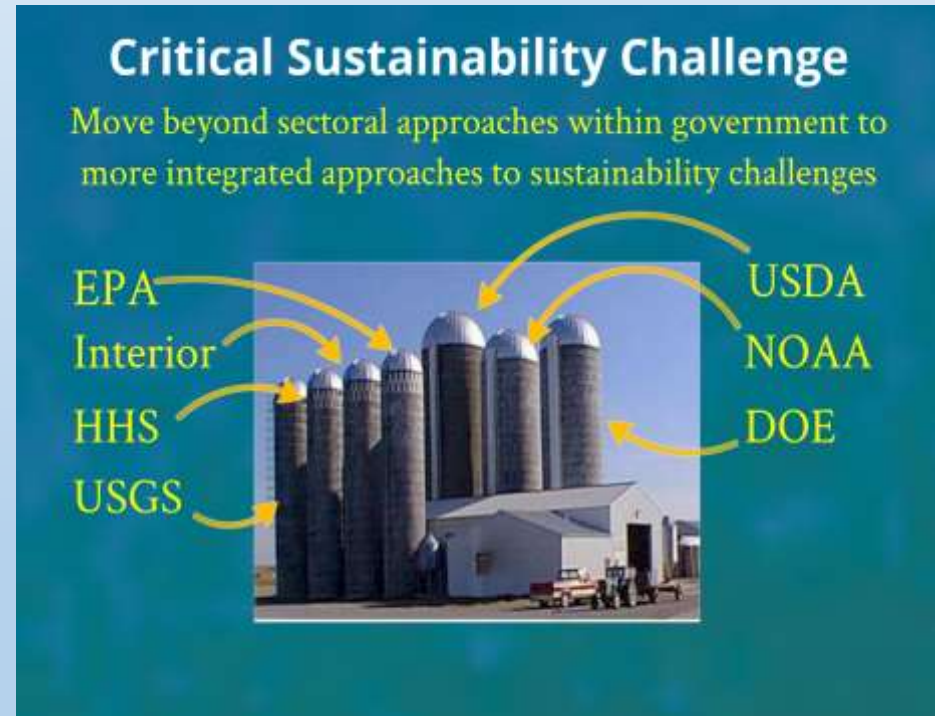 Critical Sustainability Challenge
Move beyond sectoral approaches within government to
more integrated approaches to sustainability challenges
EPA
Interior
HHS
USGS
USDA
NOAA
DOE